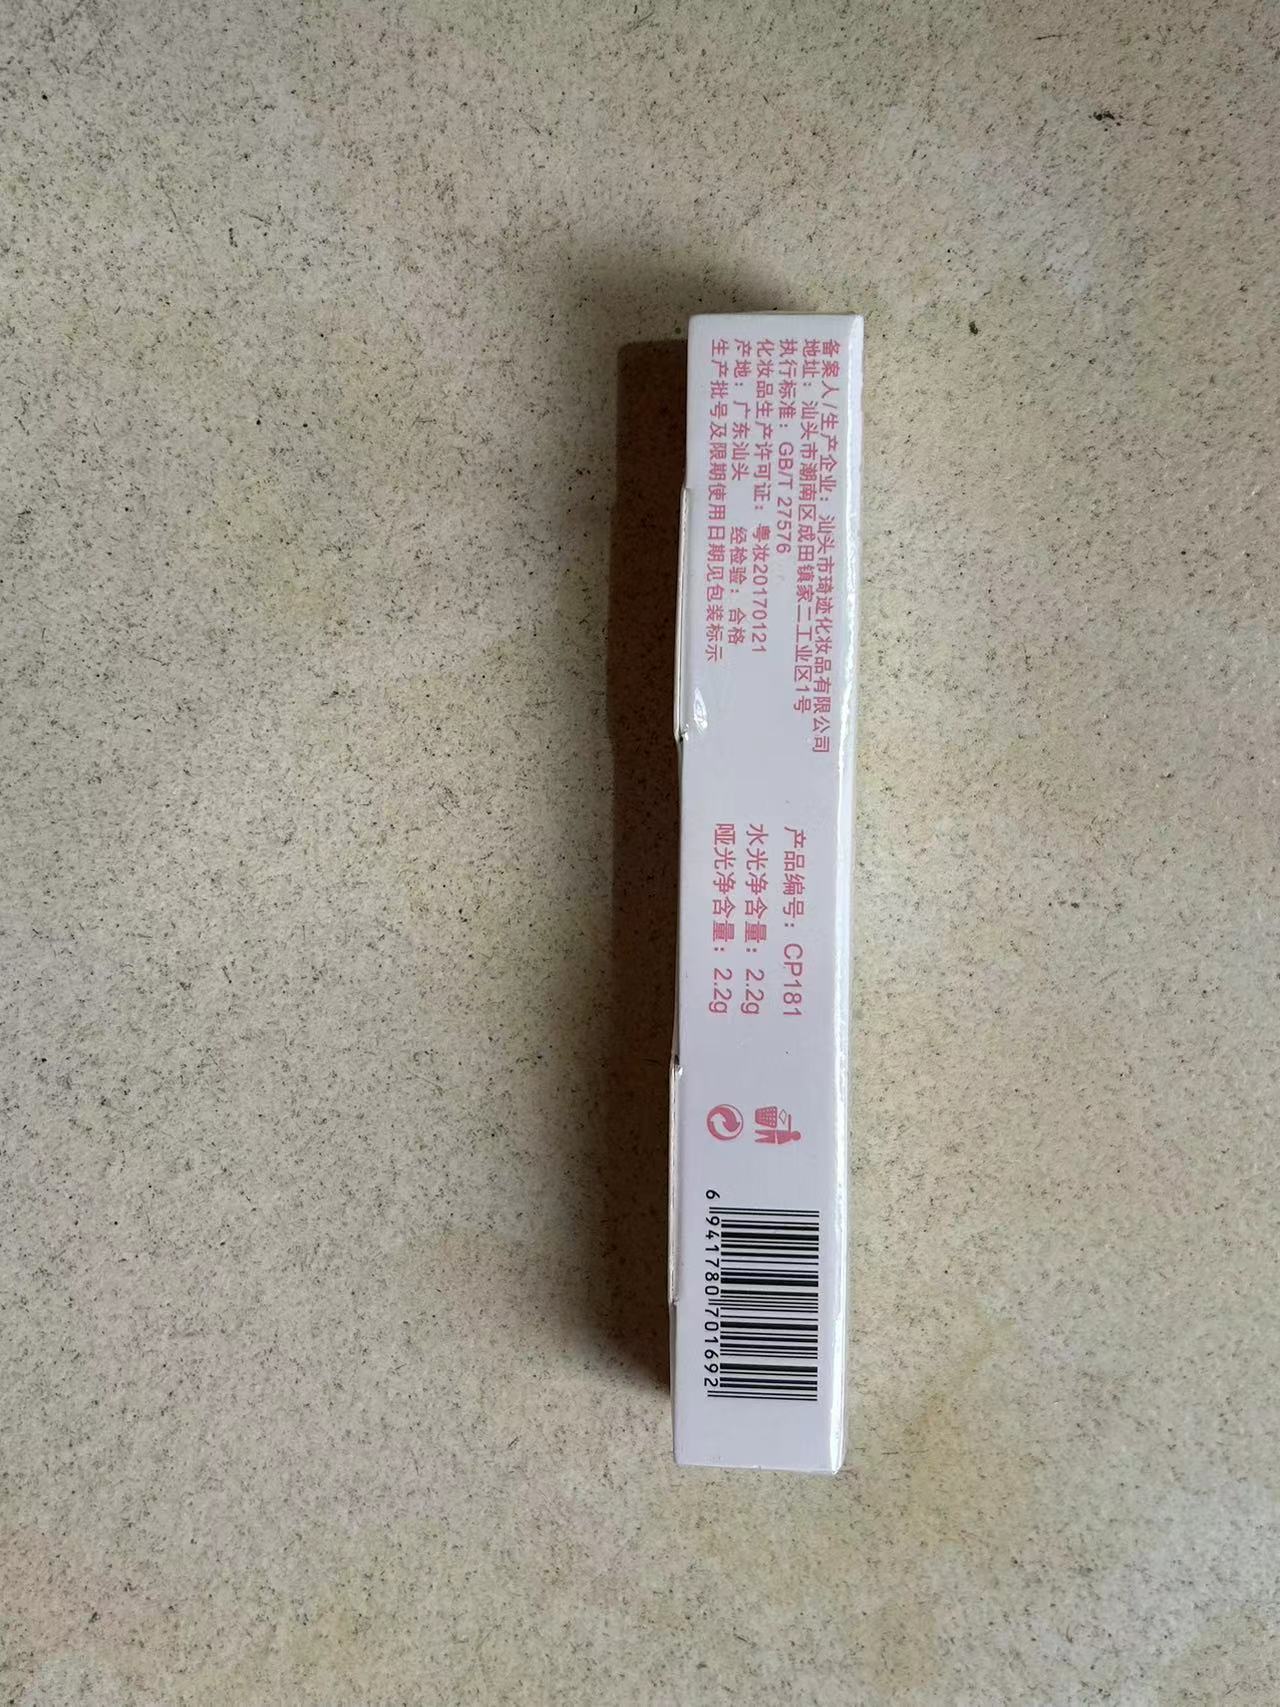 备案人/生产企业：汕头市琦迹化妆品有限公司
地址：汕头市潮南区成田镇家二工业区1号
执行标准：GB/T 27576
化妆品生产许可证：粤妆20170121
产地：广东汕头 经检验：合格
生产批号及限期使用日期见包装标示
产品编号：CP181
水光净含量：2.2g
哑光净含量：2.2g
6 941780 701692